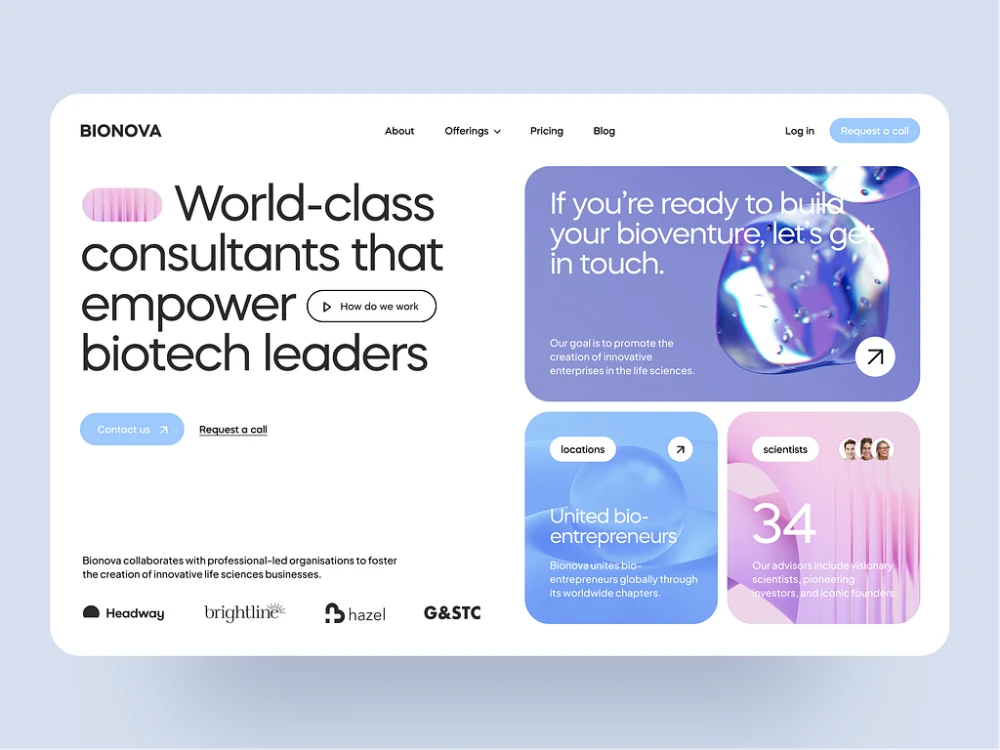 BIONOVA
About Offerings Pricing Blog
Log in Request a call
World-class
consultants that
empower How do we work
biotech leaders
Contact us Request a call
Bionova collaborates with professional-led organisations to foster
the creation of innovative life sciences businesses.
Headway brightline hazel G&STC
If you're ready to build
your bioventure, let's get
in touch.
Our goal is to promote the
creation of innovative
enterprises in the life sciences.
locations
United bio-
entrepreneurs
Bionova unites bio-
entrepreneurs globally through
its worldwide chapters.
scientists
34
Our advisors include visionary
scientists, pioneering
investors, and iconic founders.